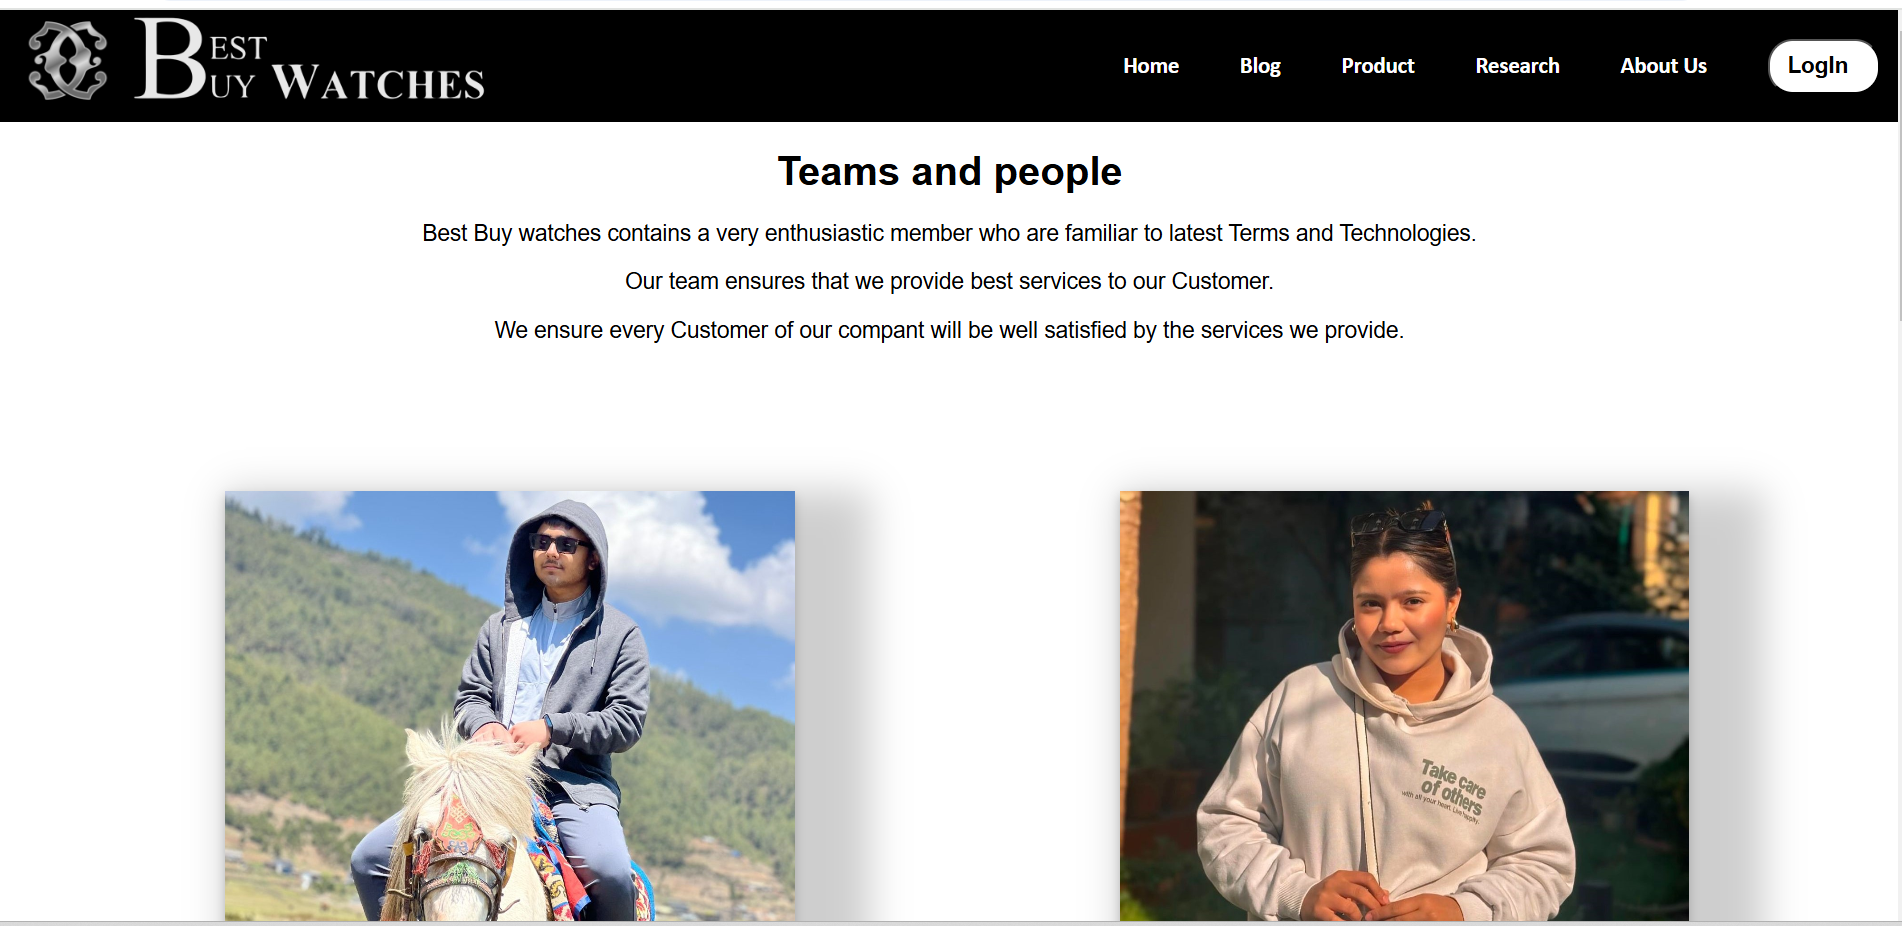 BEST
BUY WATCHES
Home Blog Product Research About Us LogIn
Teams and people
Best Buy watches contains a very enthusiastic member who are familiar to latest Terms and Technologies.
Our team ensures that we provide best services to our Customer.
We ensure every Customer of our compant will be well satisfied by the services we provide.
Take care
of others
with all your heart. Live happily.